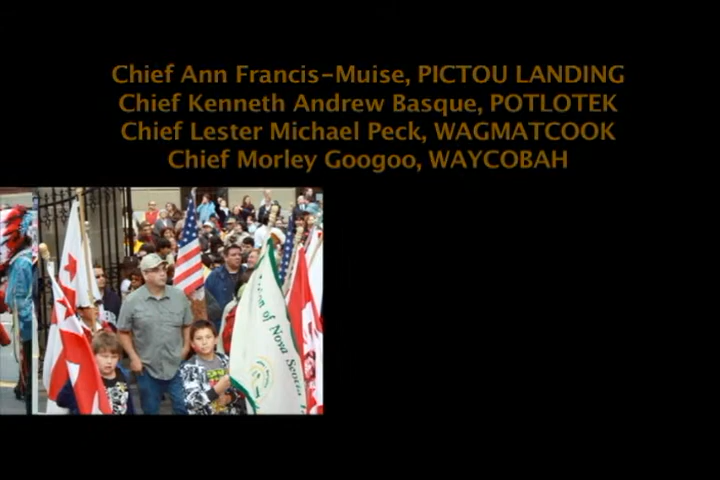 Chief Ann Francis-Muise, PICTOU LANDING
Chief Kenneth Andrew Basque, POTLOTEK
Chief Lester Michael Peck, WAGMATCOOK
Chief Morley Googoo, WAYCOBAH
of Nova Scotia